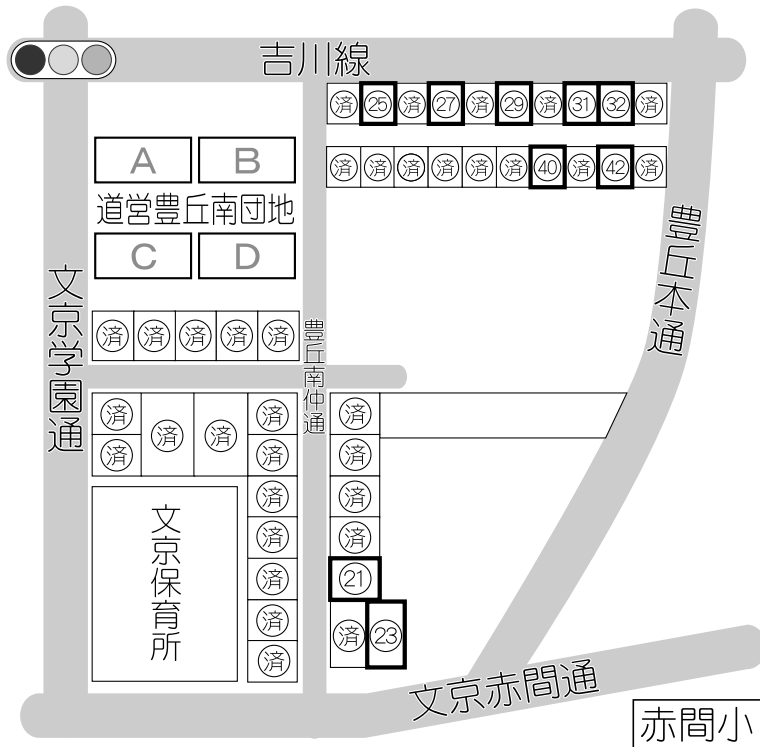 吉川線
済 25 済 27 済 29 済 31 32 済
A B
済 済 済 済 済 済 40 済 42 済
道営豊丘南団地
C D
豊丘本通
文京学園通
済 済 済 済 済
豊丘南仲通
済 済 済 済 済
済 済 済
済
済
済
済
済
済
済
済
21
済 23
文京保育所
文京赤間通
赤間小